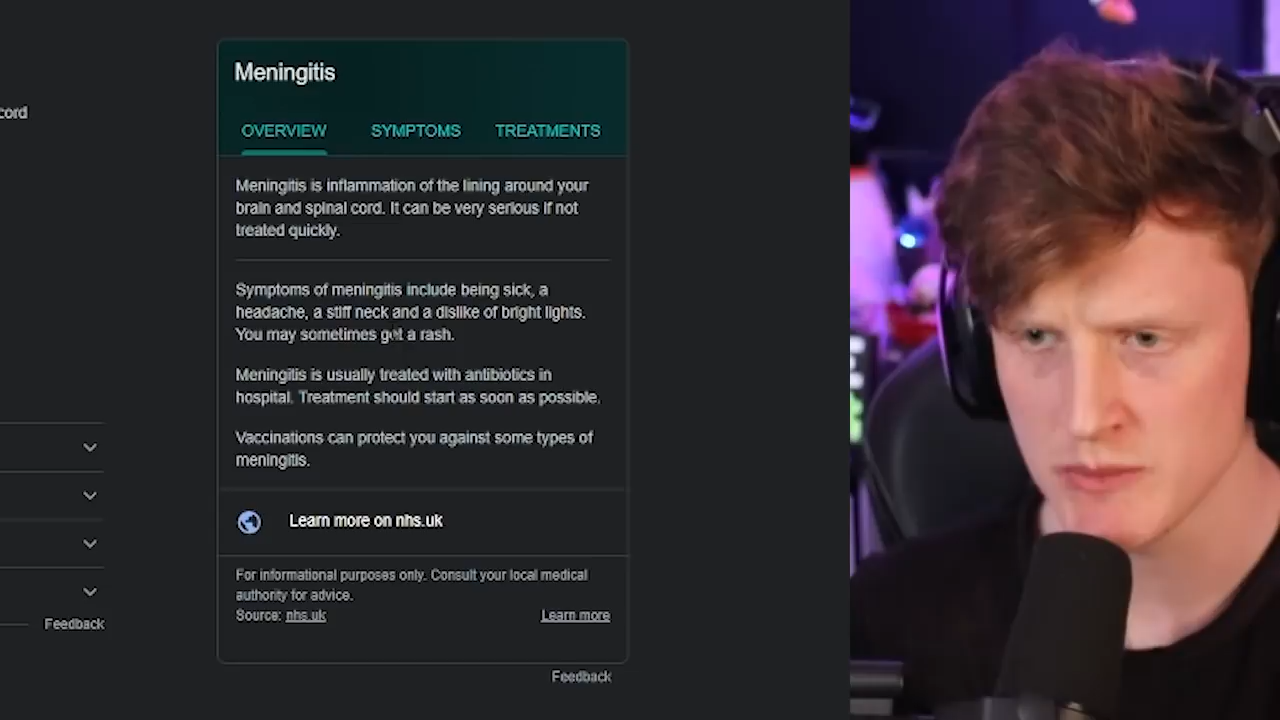 cord
Meningitis
OVERVIEW SYMPTOMS TREATMENTS
Meningitis is inflammation of the lining around your
brain and spinal cord. It can be very serious if not
treated quickly.
Symptoms of meningitis include being sick, a
headache, a stiff neck and a dislike of bright lights.
You may sometimes get a rash.
Meningitis is usually treated with antibiotics in
hospital. Treatment should start as soon as possible.
Vaccinations can protect you against some types of
meningitis.
Learn more on nhs.uk
For informational purposes only. Consult your local medical
authority for advice.
Source: nhs.uk Learn more
Feedback
Feedback